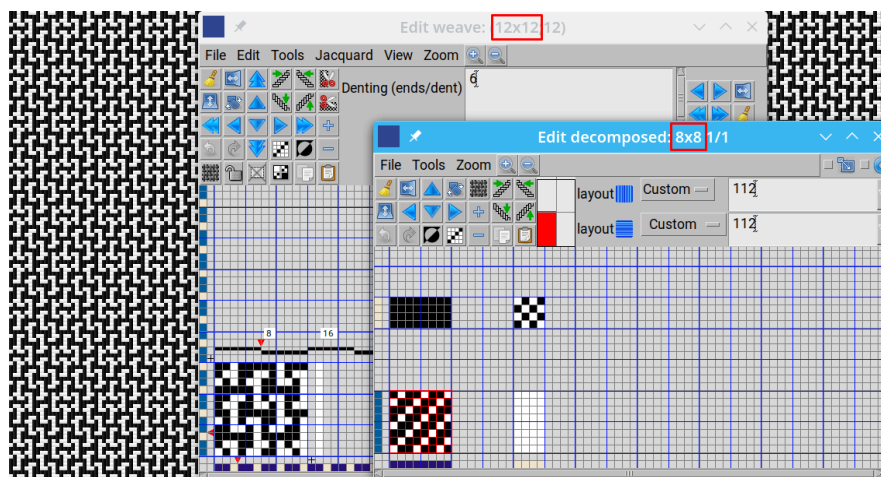 Edit weave: (12x12,12)
File Edit Tools Jacquard View Zoom
Denting (ends/dent)
6
Edit decomposed: 8x8 1/1
File Tools Zoom
layout Custom 112
layout Custom 112
8 16